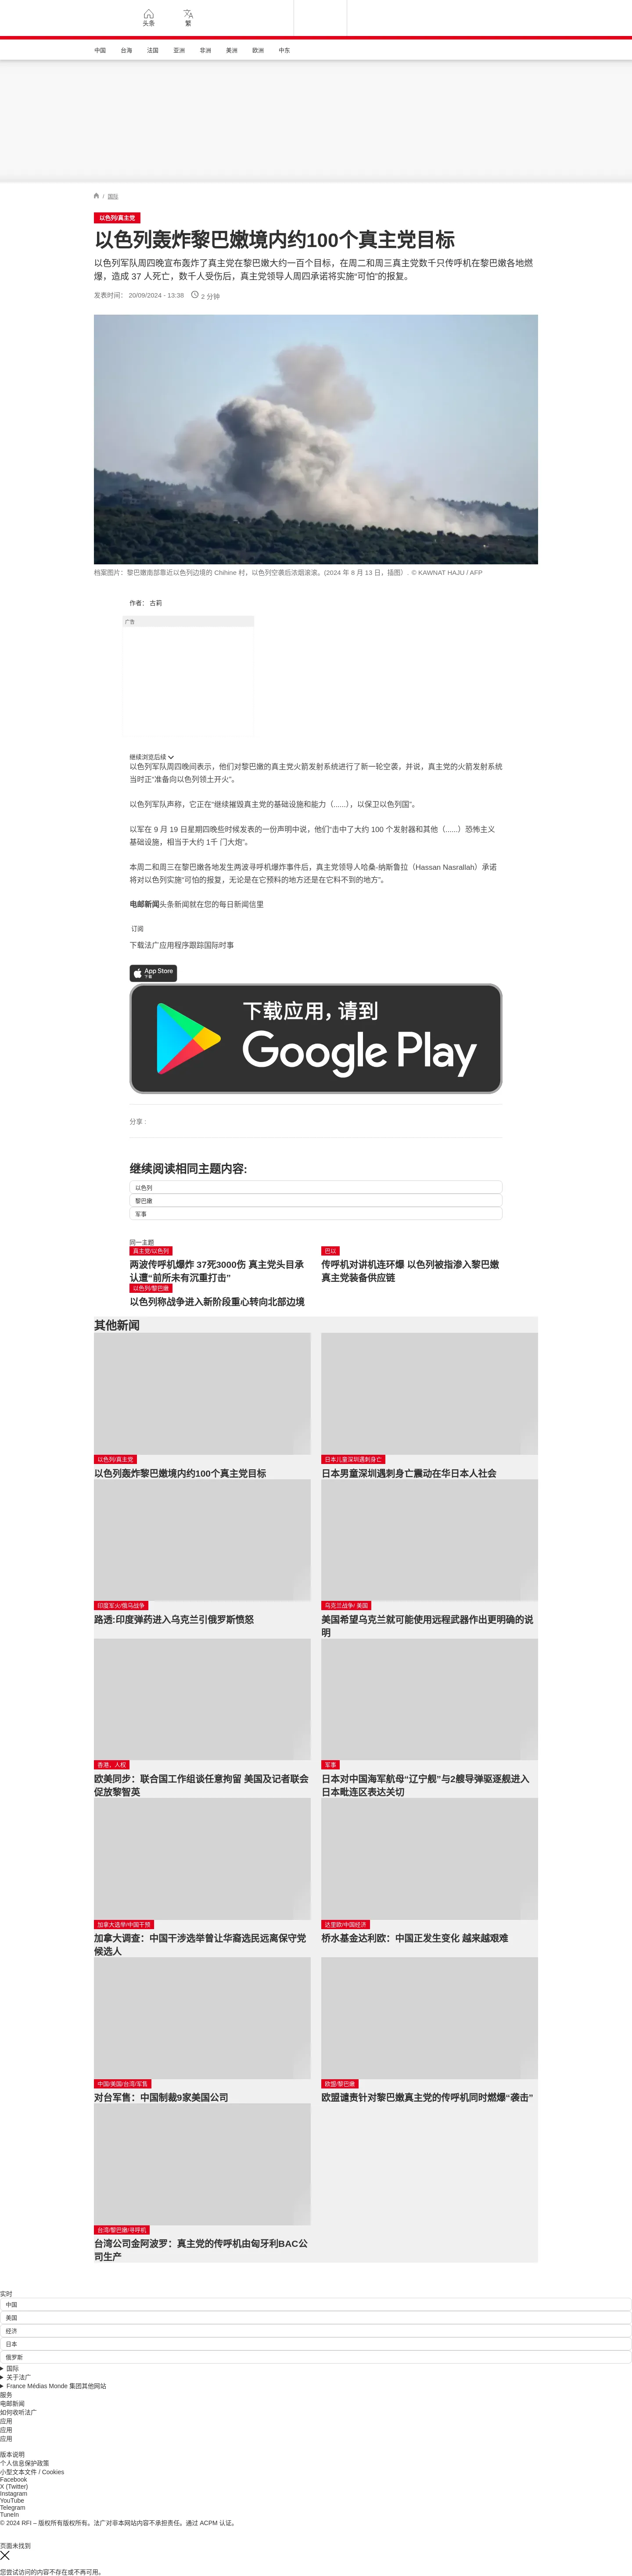 头条
繁
中国
台海
法国
亚洲
非洲
美洲
欧洲
中东
/ 国际
以色列/真主党
以色列轰炸黎巴嫩境内约100个真主党目标
以色列军队周四晚宣布轰炸了真主党在黎巴嫩大约一百个目标，在周二和周三真主党数千只传呼机在黎巴嫩各地燃
爆，造成 37 人死亡，数千人受伤后，真主党领导人周四承诺将实施“可怕”的报复。
发表时间： 20/09/2024 - 13:38
2 分钟
档案图片：黎巴嫩南部靠近以色列边境的 Chihine 村，以色列空袭后浓烟滚滚。(2024 年 8 月 13 日，插图）. © KAWNAT HAJU / AFP
作者： 古莉
广告
继续浏览后续
以色列军队周四晚间表示，他们对黎巴嫩的真主党火箭发射系统进行了新一轮空袭，并说，真主党的火箭发射系统
当时正“准备向以色列领土开火”。
以色列军队声称，它正在“继续摧毁真主党的基础设施和能力（......），以保卫以色列国”。
以军在 9 月 19 日星期四晚些时候发表的一份声明中说，他们“击中了大约 100 个发射器和其他（......）恐怖主义
基础设施，相当于大约 1千 门大炮”。
本周二和周三在黎巴嫩各地发生两波寻呼机爆炸事件后，真主党领导人哈桑-纳斯鲁拉（Hassan Nasrallah）承诺
将对以色列实施“可怕的报复，无论是在它预料的地方还是在它料不到的地方”。
电邮新闻头条新闻就在您的每日新闻信里
订阅
下载法广应用程序跟踪国际时事
App Store
下载
下载应用，请到
Google Play
分享 :
继续阅读相同主题内容:
以色列
黎巴嫩
军事
同一主题
真主党/以色列
两波传呼机爆炸 37死3000伤 真主党头目承
认遭“前所未有沉重打击”
巴以
传呼机对讲机连环爆 以色列被指渗入黎巴嫩
真主党装备供应链
以色列/黎巴嫩
以色列称战争进入新阶段重心转向北部边境
其他新闻
以色列/真主党
以色列轰炸黎巴嫩境内约100个真主党目标
日本儿童深圳遇刺身亡
日本男童深圳遇刺身亡震动在华日本人社会
印度军火/俄乌战争
路透:印度弹药进入乌克兰引俄罗斯愤怒
乌克兰战争/ 美国
美国希望乌克兰就可能使用远程武器作出更明确的说
明
香港，人权
欧美同步：联合国工作组谈任意拘留 美国及记者联会
促放黎智英
军事
日本对中国海军航母“辽宁舰”与2艘导弹驱逐舰进入
日本毗连区表达关切
加拿大选举/中国干预
加拿大调查：中国干涉选举曾让华裔选民远离保守党
候选人
达里欧/中国经济
桥水基金达利欧：中国正发生变化 越来越艰难
中国/美国/台湾/军售
对台军售：中国制裁9家美国公司
欧盟/黎巴嫩
欧盟谴责针对黎巴嫩真主党的传呼机同时燃爆“袭击”
台湾/黎巴嫩/寻呼机
台湾公司金阿波罗：真主党的传呼机由匈牙利BAC公
司生产
实时
中国
美国
经济
日本
俄罗斯
国际
关于法广
France Médias Monde 集团其他网站
服务
电邮新闻
如何收听法广
应用
应用
应用
版本说明
个人信息保护政策
小型文本文件 / Cookies
Facebook
X (Twitter)
Instagram
YouTube
Telegram
TuneIn
© 2024 RFI – 版权所有版权所有。法广对非本网站内容不承担责任。通过 ACPM 认证。
页面未找到
您尝试访问的内容不存在或不再可用。